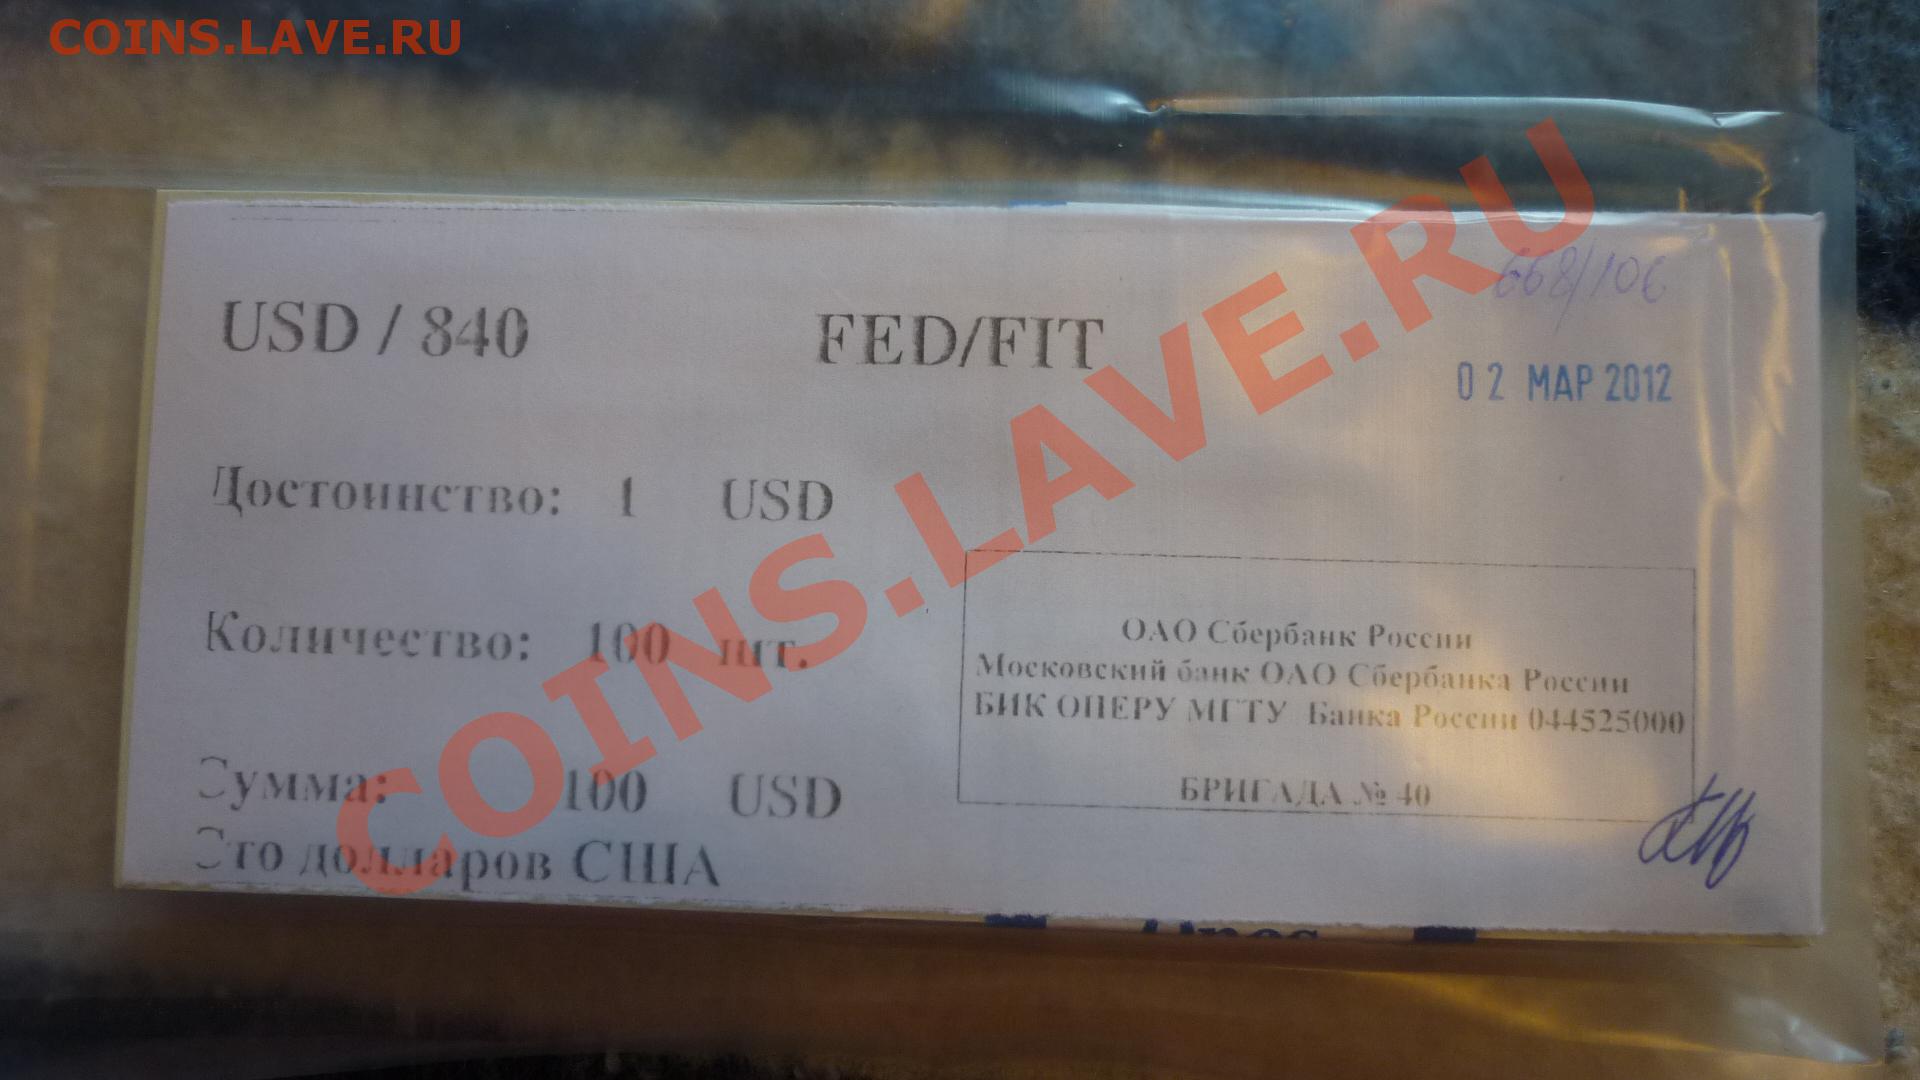 COINS.LAVE.RU
668/106
USD / 840 FED/FIT
02 МАР 2012
Достоинство: 1 USD
Количество: 100 шт.
Сумма: 100 USD
Сто долларов США
ОАО Сбербанк России
Московский банк ОАО Сбербанка России
БИК ОПЕРУ МГТУ Банка России 044525000
БРИГАДА № 40
COINS.LAVE.RU